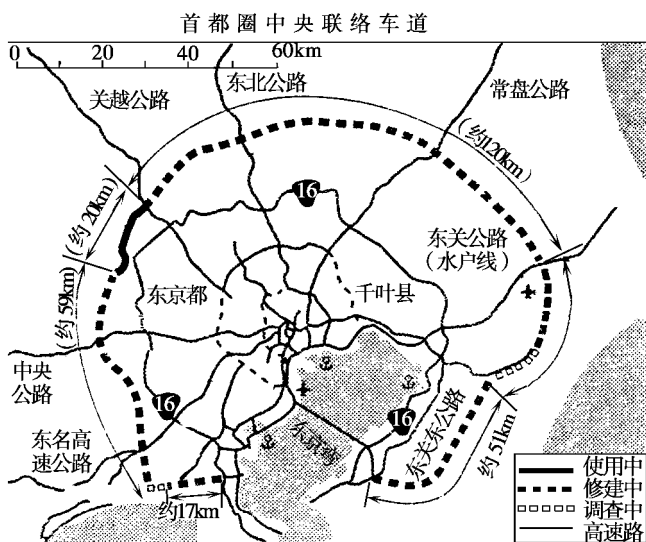 首都圈中央联络车道
0 20 40 60km
关越公路
东北公路
常盘公路
(约120km)
16
(约20km)
东关公路
(水户线)
(约59km)
东京都
千叶县
中央
公路
16
16
东名高
速公路
东京湾
东关东公路
约51km
约17km
使用中
修建中
调查中
高速路